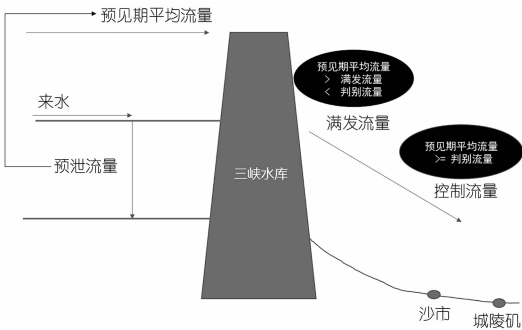 预见期平均流量
预见期平均流量
> 满发流量
< 判别流量
来水
满发流量
预见期平均流量
>= 判别流量
预泄流量
三峡水库
控制流量
沙市
城陵矶